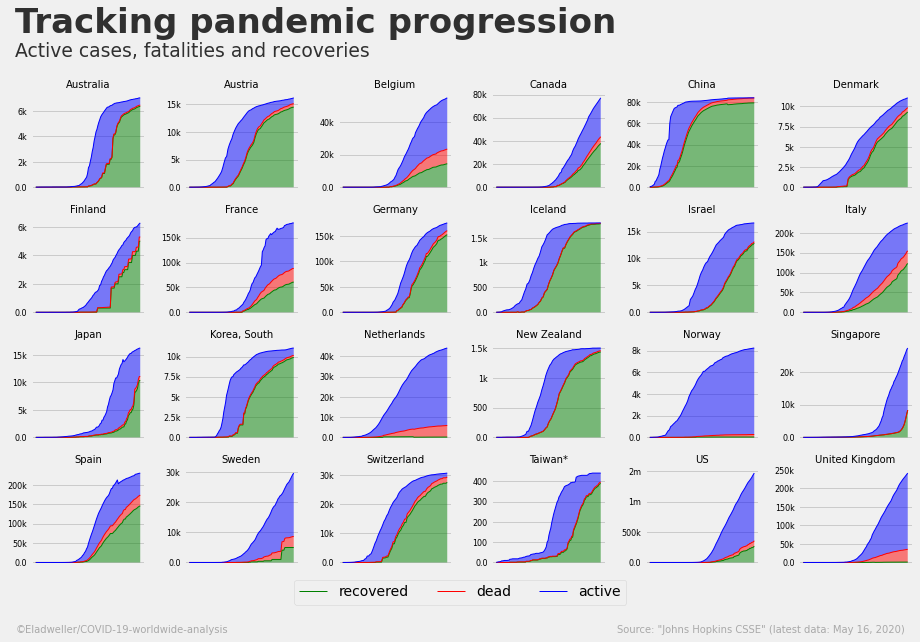 Tracking pandemic progression
Active cases, fatalities and recoveries
Australia Austria Belgium Canada China Denmark
6k 4k 2k 0.0
15k 10k 5k 0.0
40k 20k 0.0
80k 60k 40k 20k 0.0
80k 60k 40k 20k 0.0
10k 7.5k 5k 2.5k 0.0
Finland France Germany Iceland Israel Italy
6k 4k 2k 0.0
150k 100k 50k 0.0
150k 100k 50k 0.0
1.5k 1k 500 0.0
15k 10k 5k 0.0
200k 150k 100k 50k 0.0
Japan Korea, South Netherlands New Zealand Norway Singapore
15k 10k 5k 0.0
10k 7.5k 5k 2.5k 0.0
40k 30k 20k 10k 0.0
1.5k 1k 500 0.0
8k 6k 4k 2k 0.0
20k 10k 0.0
Spain Sweden Switzerland Taiwan* US United Kingdom
200k 150k 100k 50k 0.0
30k 20k 10k 0.0
30k 20k 10k 0.0
400 300 200 100 0.0
2m 1m 500k 0.0
250k 200k 150k 100k 50k 0.0
recovered dead active
©Eladweller/COVID-19-worldwide-analysis
Source: "Johns Hopkins CSSE" (latest data: May 16, 2020)